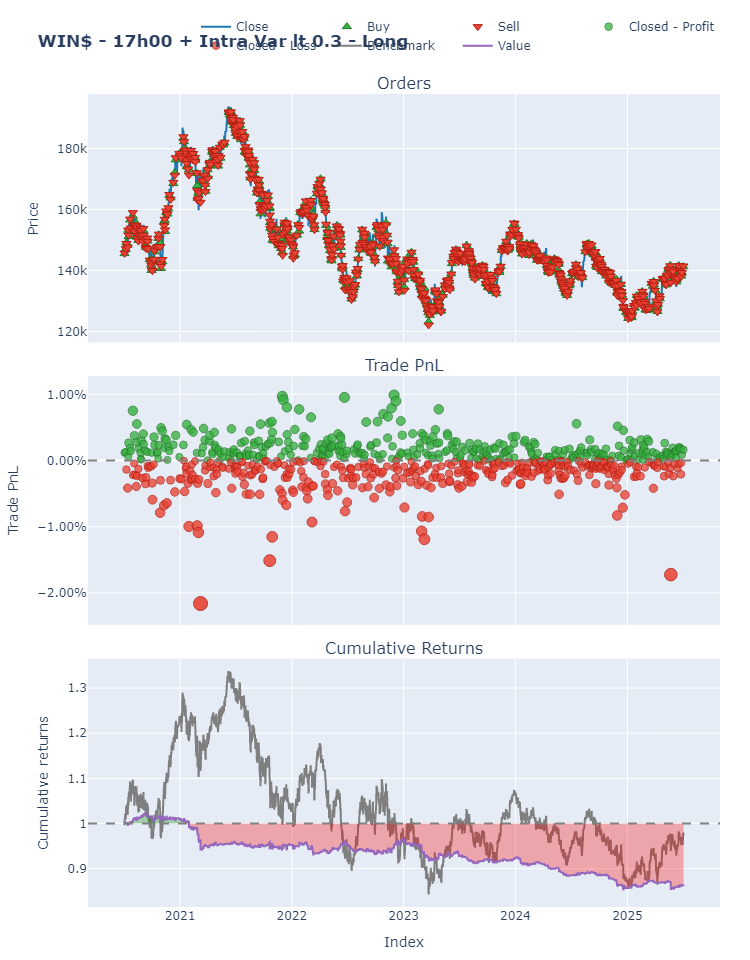 Close Buy Sell Closed - Profit
WIN$ - 17h00 + Intra Var lt 0.3 - Long
Closed - Loss Benchmark Value
Orders
180k
160k
140k
120k
Price
Trade PnL
1.00%
0.00%
−1.00%
−2.00%
Trade PnL
Cumulative Returns
1.3
1.2
1.1
1
0.9
Cumulative returns
2021 2022 2023 2024 2025
Index